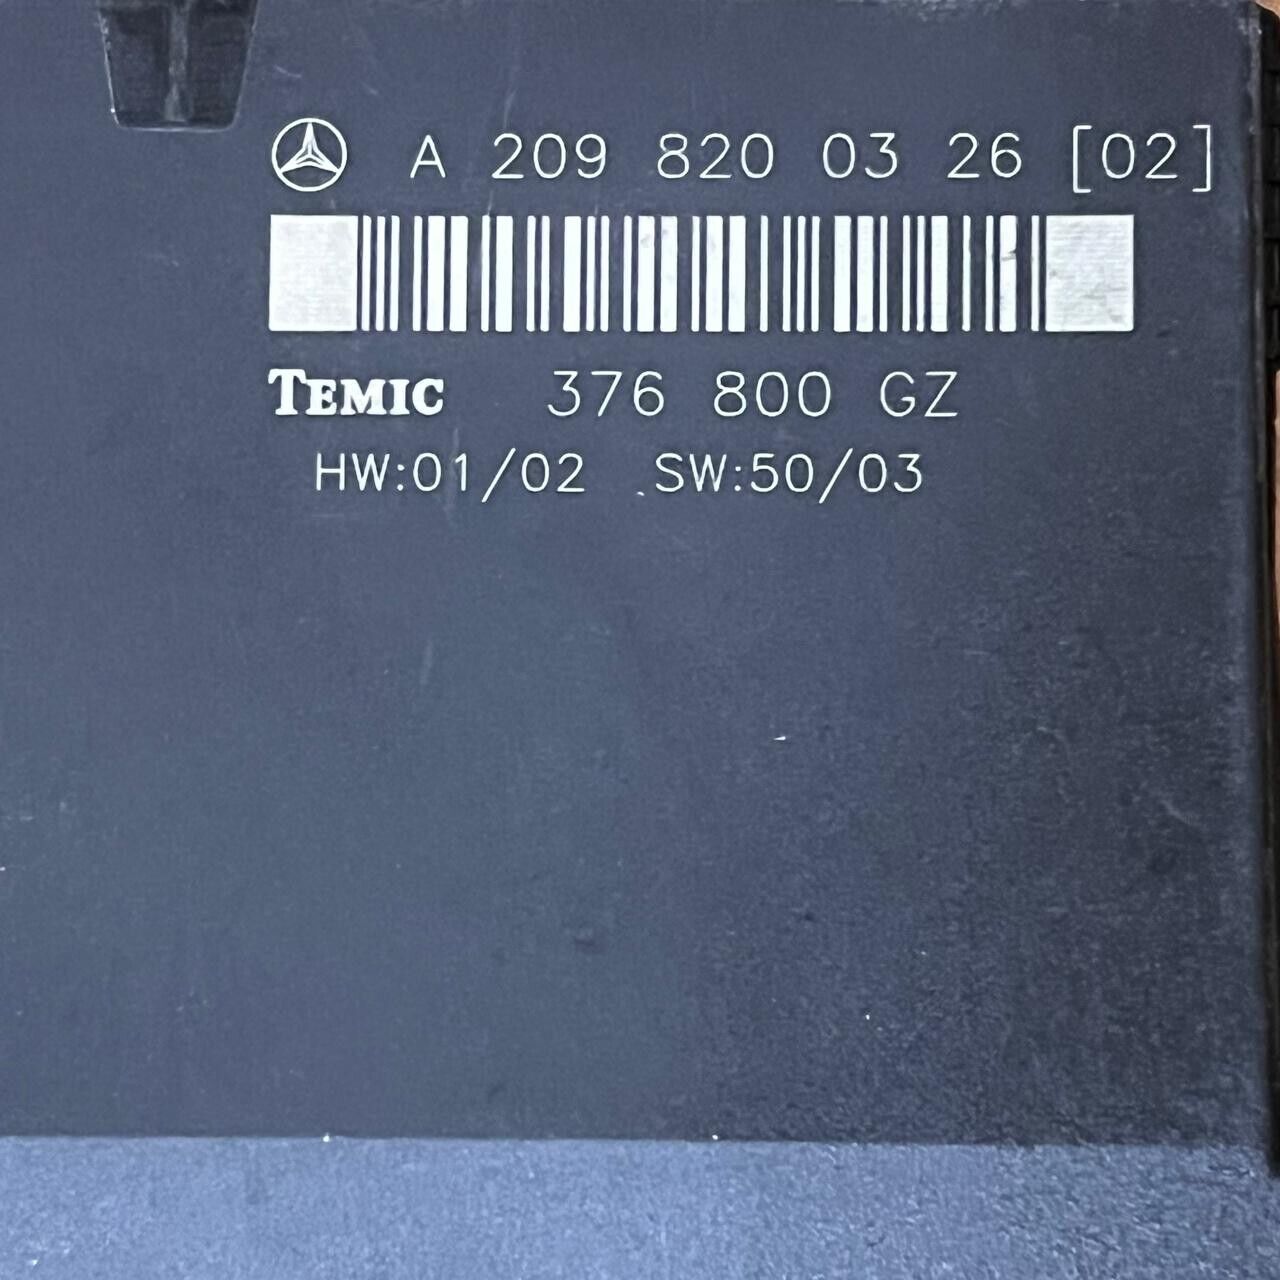 A 209 820 03 26 [02]
TEMIC 376 800 GZ
HW:01/02 SW:50/03